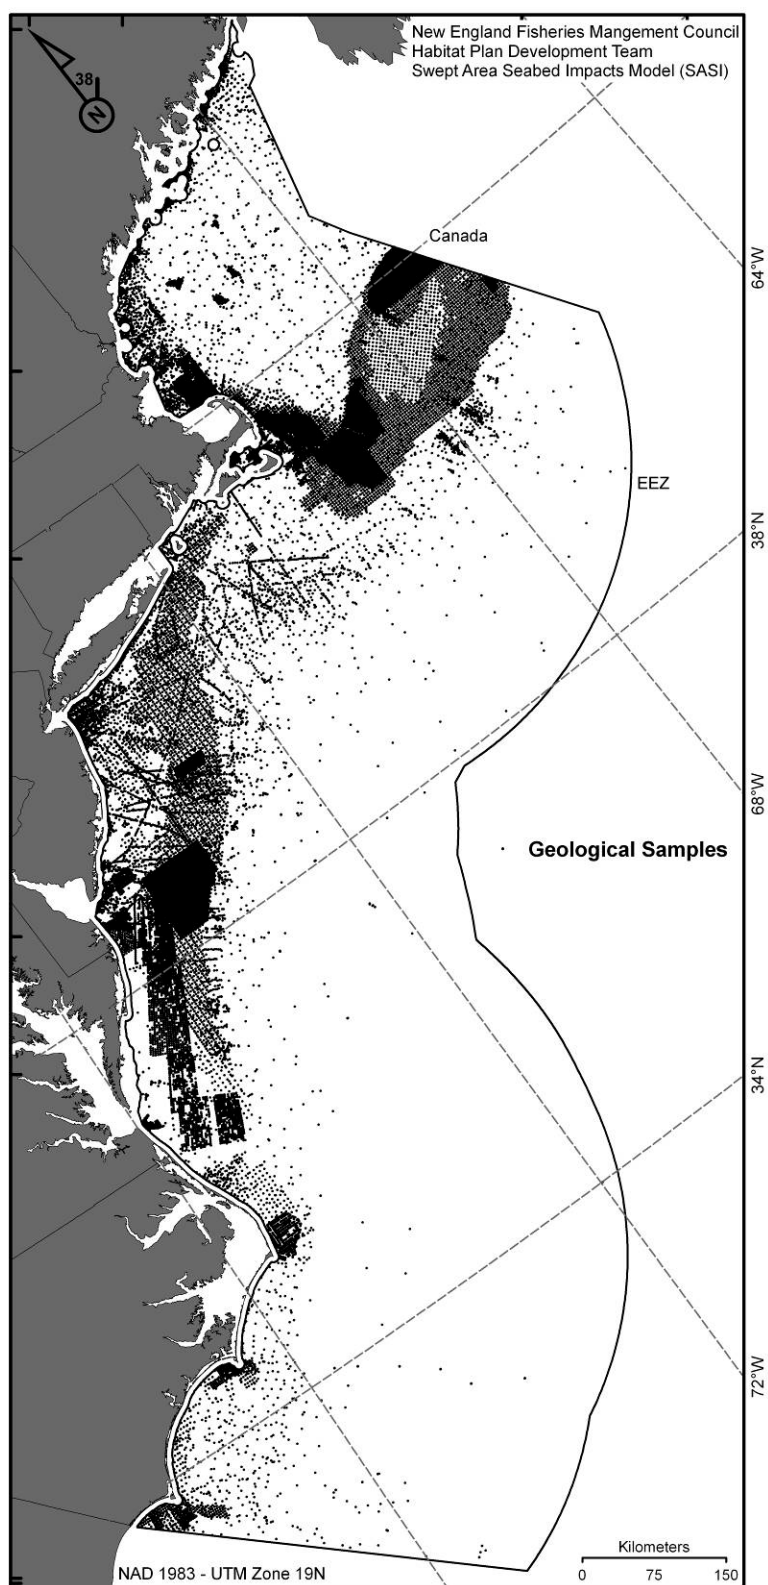 New England Fisheries Mangement Council
Habitat Plan Development Team
Swept Area Seabed Impacts Model (SASI)
38
N
Canada
64°W
EEZ
38°N
68°W
Geological Samples
34°N
72°W
Kilometers
0 75 150
NAD 1983 - UTM Zone 19N